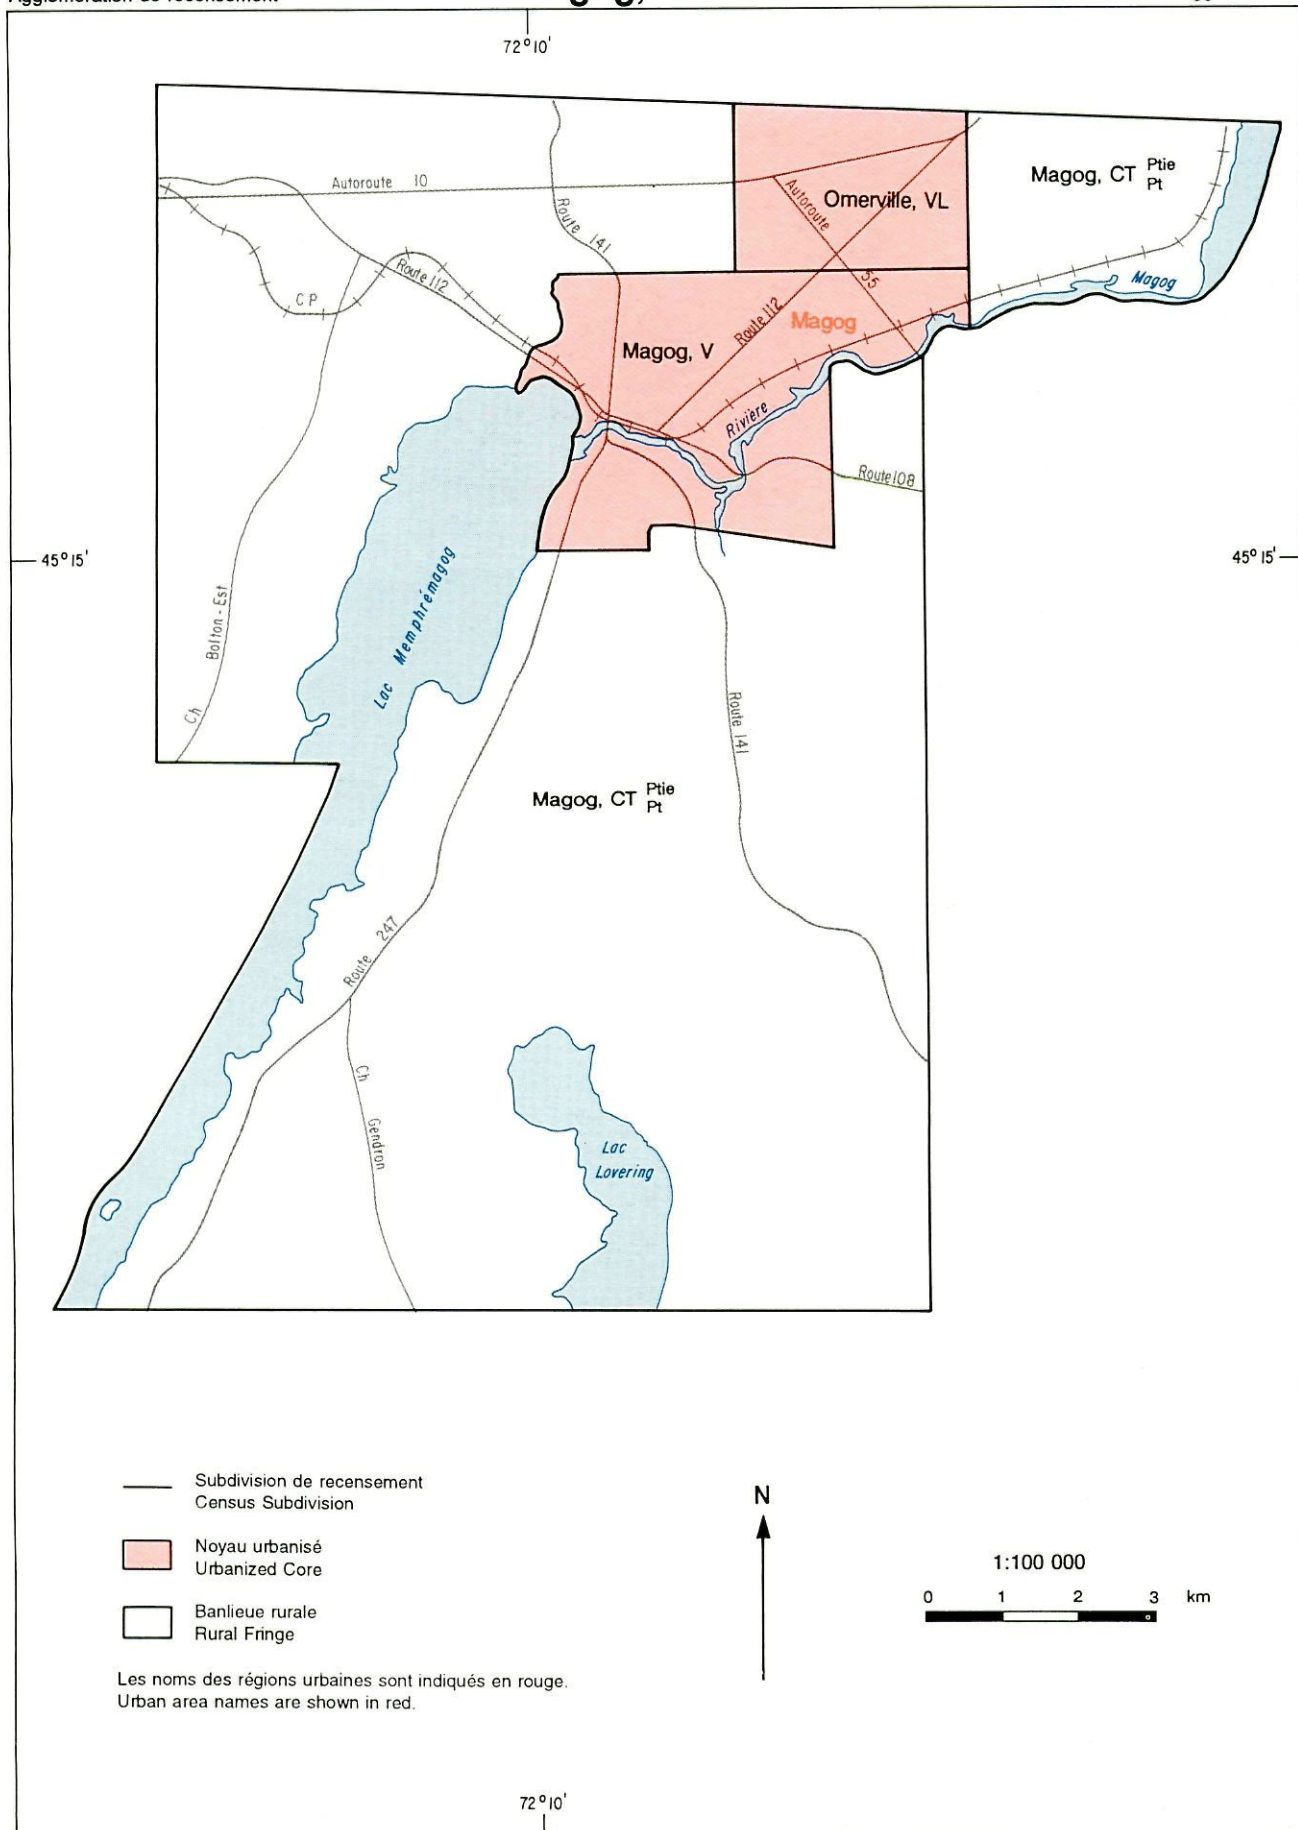 Agglomération de recensement
72°10'
Autoroute 10
Route 141
Magog, CT Ptie
Pt
Omerville, VL
Autoroute 55
Magog
Route 112
C P
Route 112
Magog
Magog, V
Rivière
Route 108
45°15'
45°15'
Lac Memphrémagog
Ch Bolton-Est
Route 141
Magog, CT Ptie
Pt
Route 247
Ch Gendron
Lac
Lovering
Subdivision de recensement
Census Subdivision
Noyau urbanisé
Urbanized Core
Banlieue rurale
Rural Fringe
Les noms des régions urbaines sont indiqués en rouge.
Urban area names are shown in red.
N
1:100 000
0 1 2 3 km
72°10'